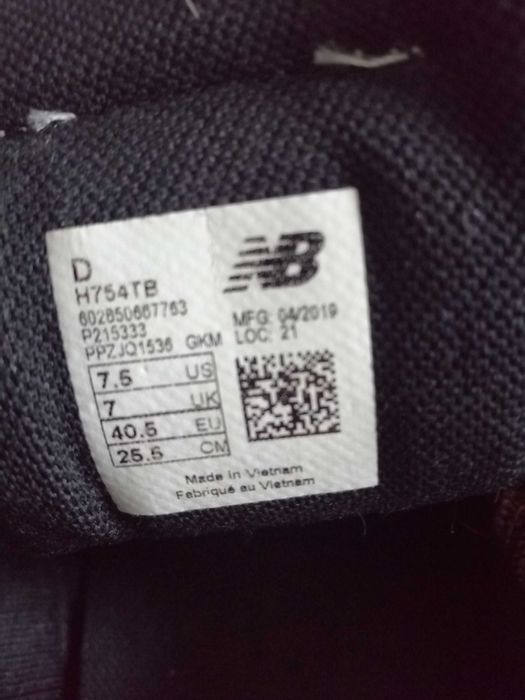 D
H754TB
602850667763
P215333
PPZJQ1536 GKM
7.5 US
7 UK
40.5 EU
25.5 CM
NB
MFG: 04/2019
LOC: 21
Made in Vietnam
Fabriqué au Vietnam